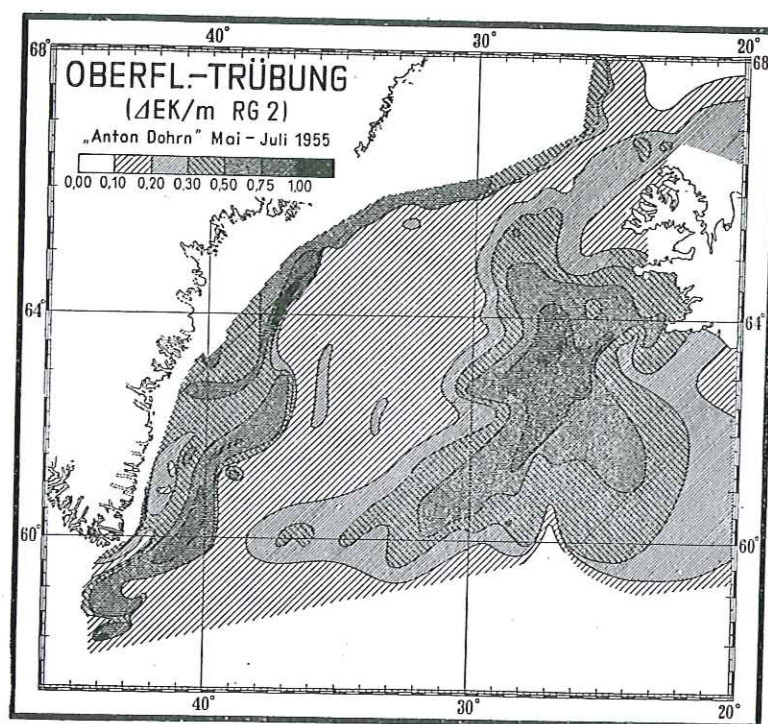 40° 30° 20°
68° 68
OBERFL.-TRÜBUNG
(ΔEK/m RG 2)
„Anton Dohrn" Mai – Juli 1955
0,00 0,10 0,20 0,30 0,50 0,75 1,00
64° 64°
60° 60°
40° 30° 20°